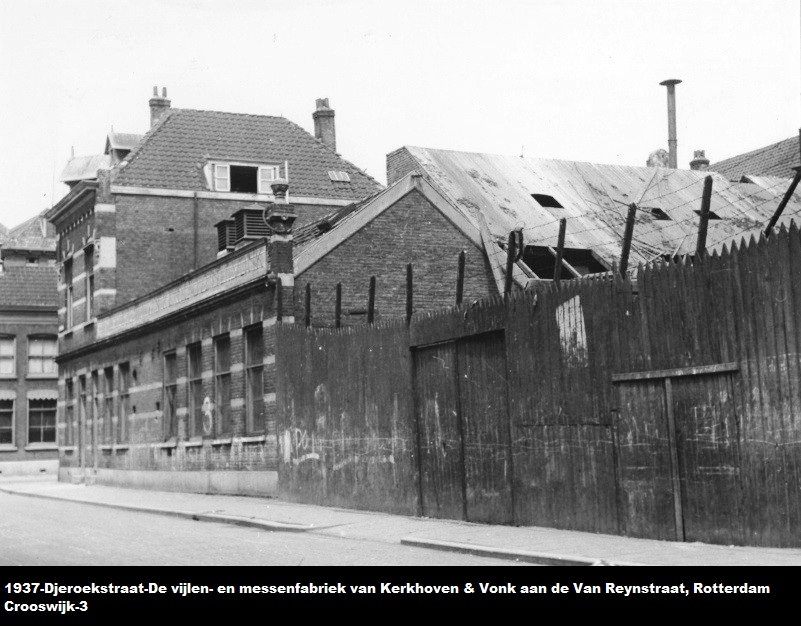 1937-Djeroekstraat-De vijlen- en messenfabriek van Kerkhoven & Vonk aan de Van Reynstraat, Rotterdam
Crooswijk-3